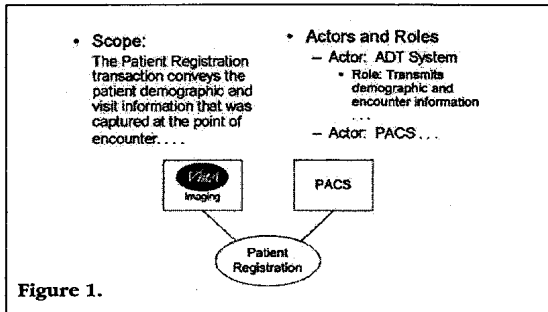 • Scope:
The Patient Registration
transaction conveys the
patient demographic and
visit information that was
captured at the point of
encounter. . . .
• Actors and Roles
– Actor: ADT System
• Role: Transmits
demographic and
encounter information
. . .
– Actor: PACS . . .
VistA
Imaging
PACS
Patient
Registration
Figure 1.